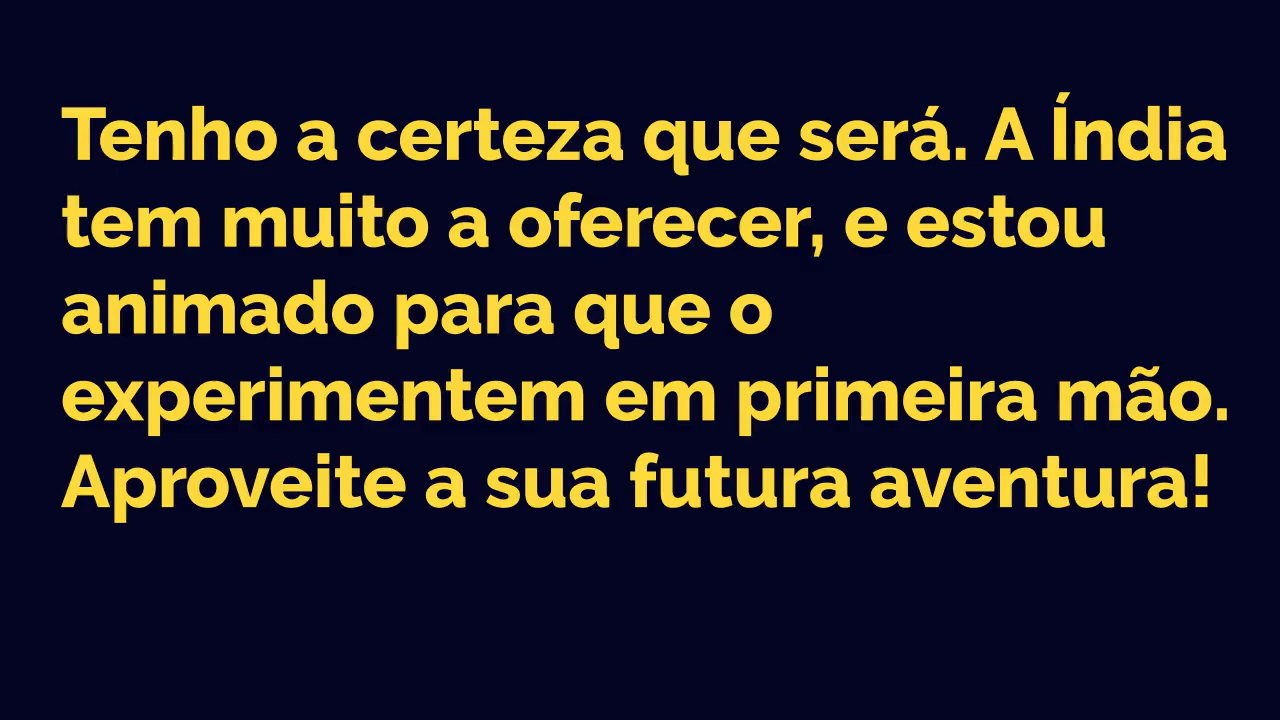 Tenho a certeza que será. A Índia
tem muito a oferecer, e estou
animado para que o
experimentem em primeira mão.
Aproveite a sua futura aventura!